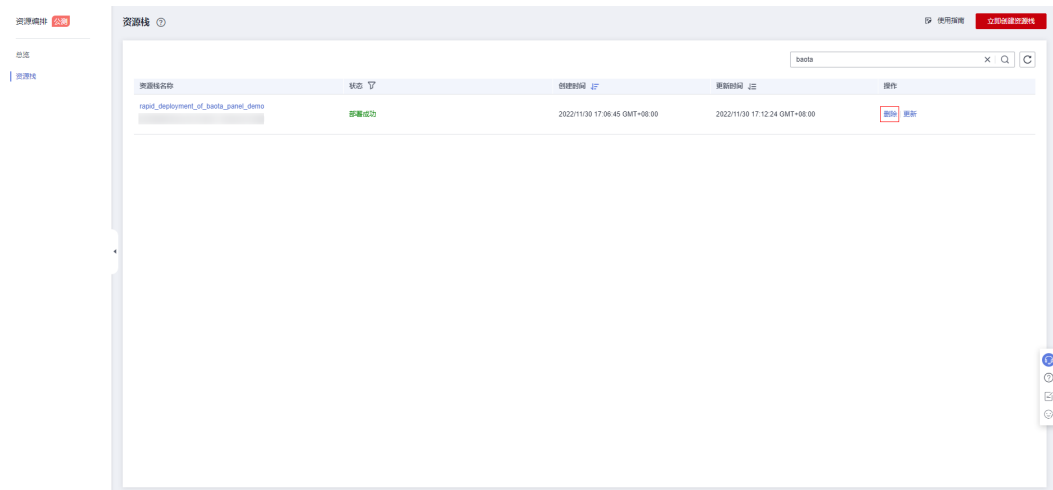 资源编排 公测
总览
资源栈
资源栈
使用指南
立即创建资源栈
baota
资源栈名称 状态 创建时间 更新时间 操作
rapid_deployment_of_baota_panel_demo
部署成功 2022/11/30 17:06:45 GMT+08:00 2022/11/30 17:12:24 GMT+08:00 删除 更新